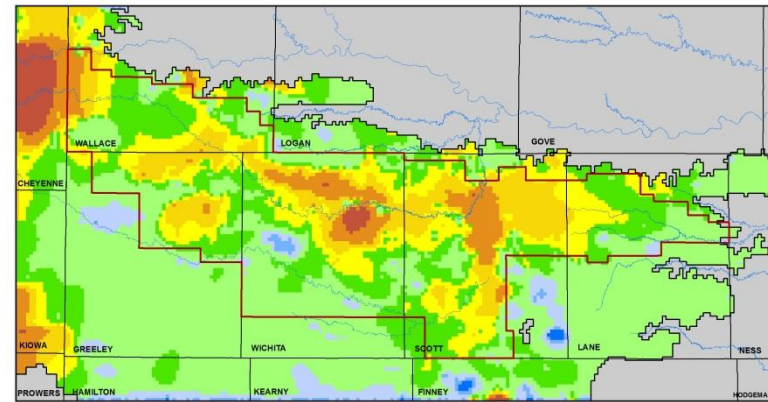 WALLACE
LOGAN
GOVE
CHEYENNE
KIOWA
GREELEY
WICHITA
SCOTT
LANE
NESS
PROWERS
HAMILTON
KEARNY
FINNEY
HODGEMA